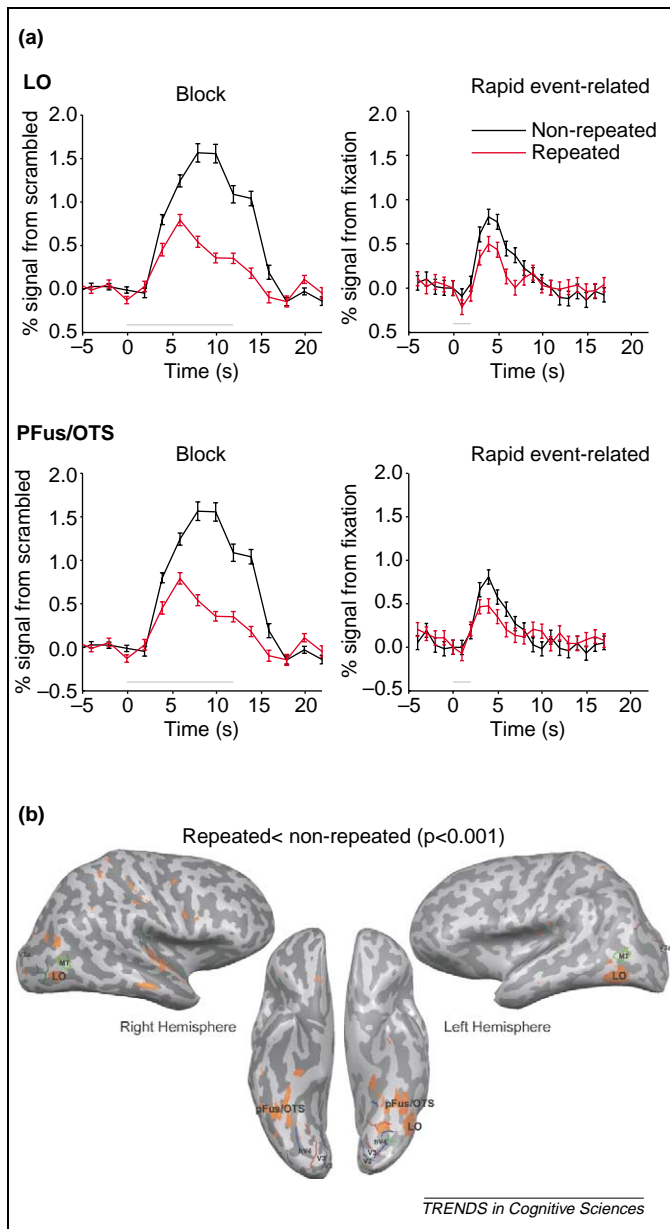 (a)
LO
Block
Rapid event-related
Non-repeated
Repeated
% signal from scrambled
2.0
1.5
1.0
0.5
0.0
0.5
–5 0 5 10 15 20
Time (s)
% signal from fixation
2.0
1.5
1.0
0.5
0.0
0.5
–5 0 5 10 15 20
Time (s)
PFus/OTS
Block
Rapid event-related
% signal from scrambled
2.0
1.5
1.0
0.5
0.0
–0.5
–5 0 5 10 15 20
Time (s)
% signal from fixation
2.0
1.5
1.0
0.5
0.0
–0.5
–5 0 5 10 15 20
Time (s)
(b)
Repeated< non-repeated (p<0.001)
MT
LO
Right Hemisphere
MT
LO
Left Hemisphere
pFus/OTS
hV4
V3
pFus/OTS
LO
hV4
V3
V2
TRENDS in Cognitive Sciences